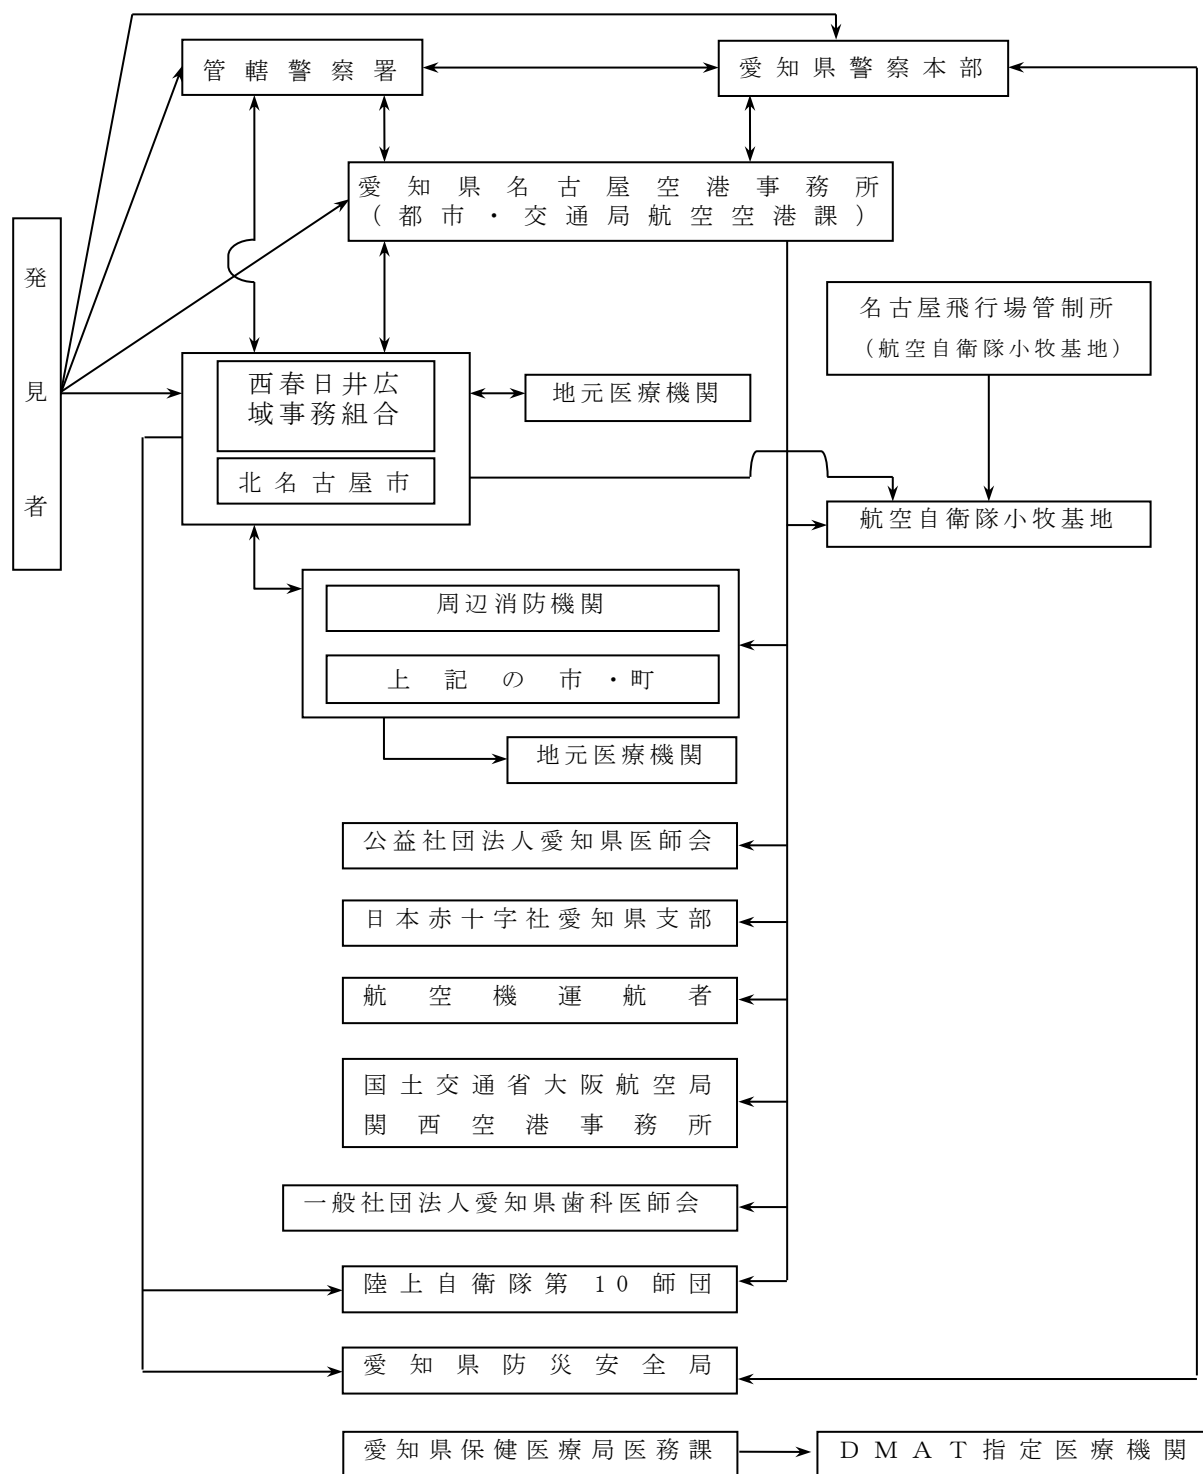 管轄警察署
愛知県警察本部
愛知県名古屋空港事務所
（都市・交通局航空空港課）
発見者
名古屋飛行場管制所
（航空自衛隊小牧基地）
西春日井広
域事務組合
地元医療機関
北名古屋市
航空自衛隊小牧基地
周辺消防機関
上記の市・町
地元医療機関
公益社団法人愛知県医師会
日本赤十字社愛知県支部
航空機運航者
国土交通省大阪航空局
関西空港事務所
一般社団法人愛知県歯科医師会
陸上自衛隊第10師団
愛知県防災安全局
愛知県保健医療局医務課
DMAT指定医療機関